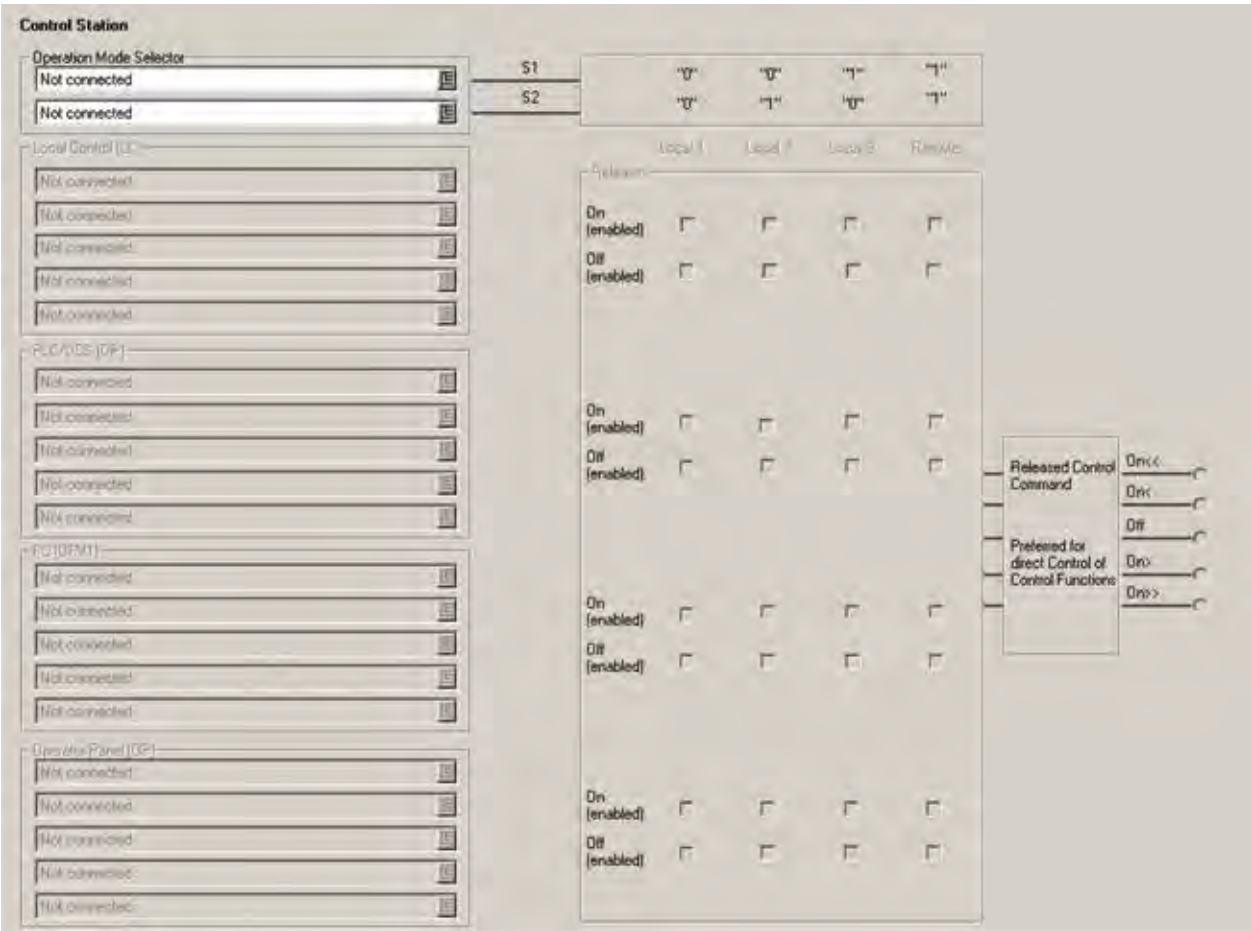 Control Station
Operation Mode Selector
Not connected
S1
"0" "0" "1" "1"
Not connected
S2
"0" "1" "0" "1"
Local Control [LC]
Local 1 Local 2 Local 3 Remote
Release
Not connected
Not connected
On
(enabled)
Not connected
Off
(enabled)
Not connected
Not connected
PLC/DCS [DP]
Not connected
Not connected
On
(enabled)
Not connected
Off
(enabled)
Not connected
Not connected
PC [DPV1]
Not connected
Not connected
On
(enabled)
Not connected
Off
(enabled)
Not connected
Not connected
Operator Panel [OP]
Not connected
Not connected
On
(enabled)
Not connected
Off
(enabled)
Not connected
Not connected
Released Control
Command
Preferred for
direct Control of
Control Functions
On<<
On<
Off
On>
On>>